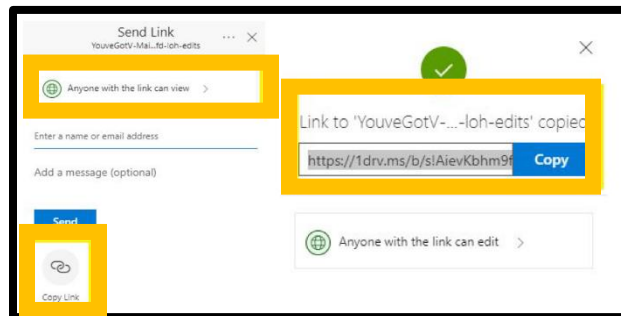 Send Link
YouveGotV-Mai...fd-loh-edits
Anyone with the link can view
Enter a name or email address
Add a message (optional)
Send
Copy Link
Link to 'YouveGotV-...-loh-edits' copied
https://1drv.ms/b/s!AievKbhm9f
Copy
Anyone with the link can edit